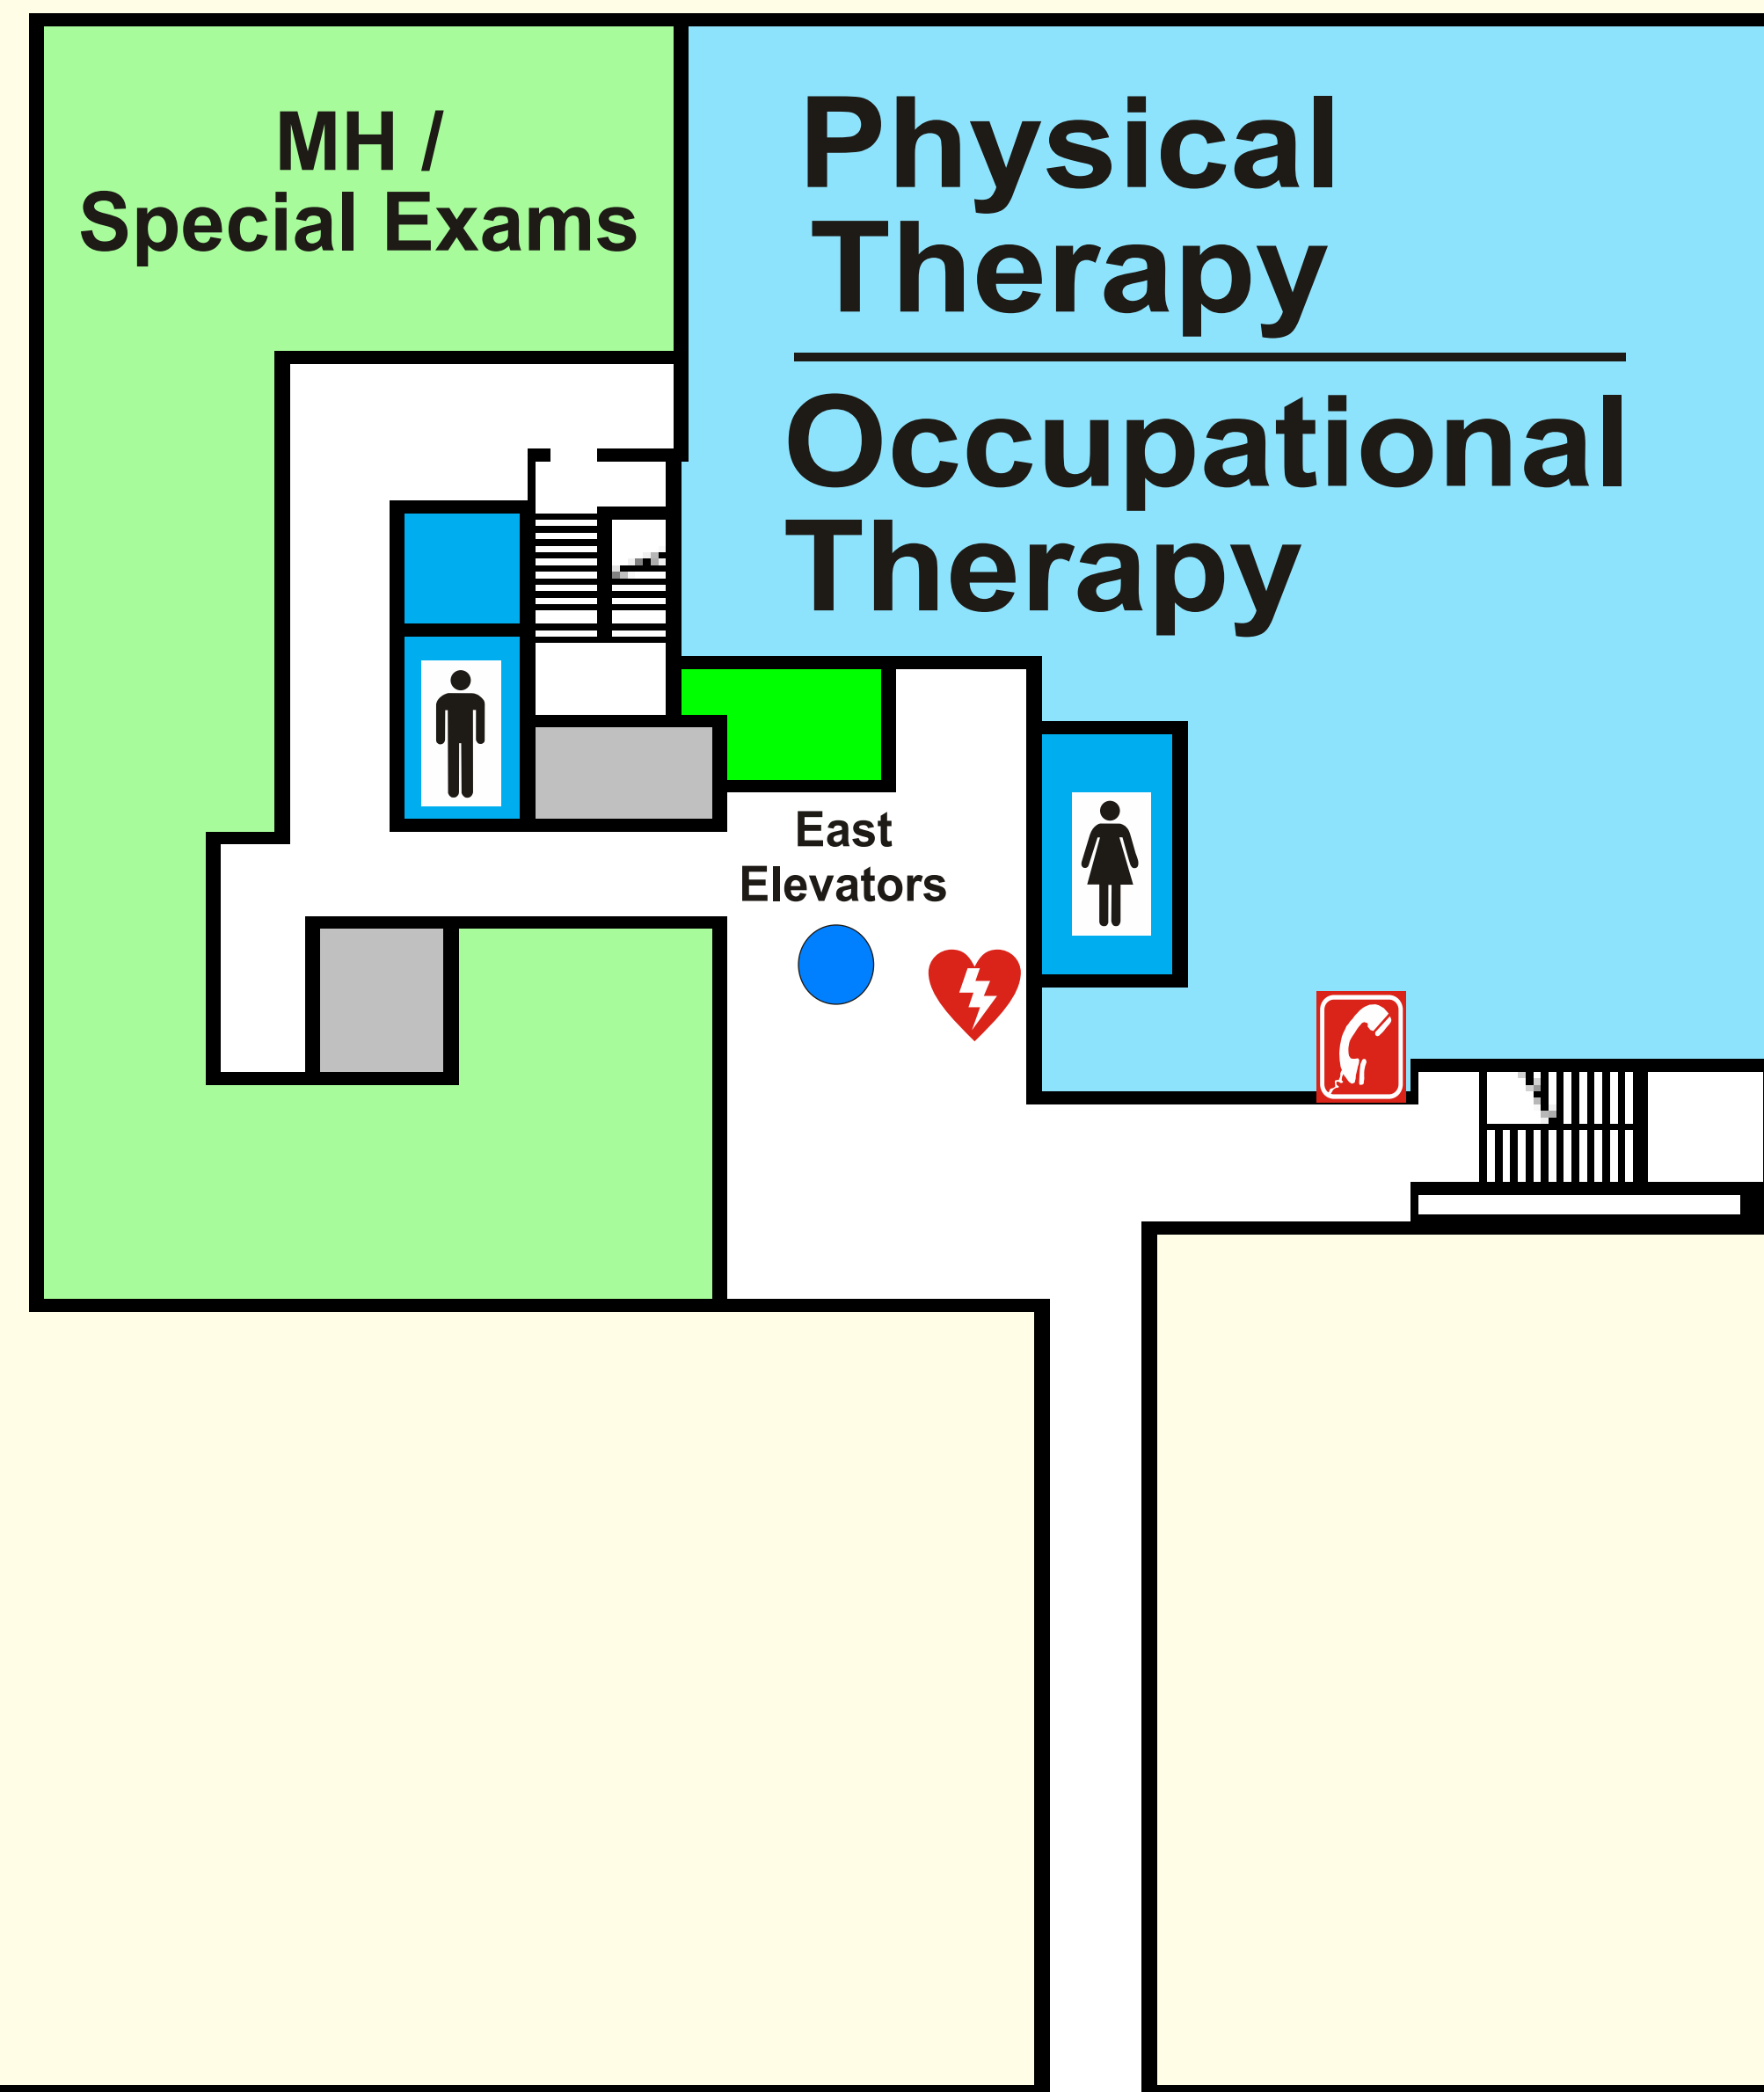 MH /
Special Exams
Physical
Therapy
Occupational
Therapy
East
Elevators